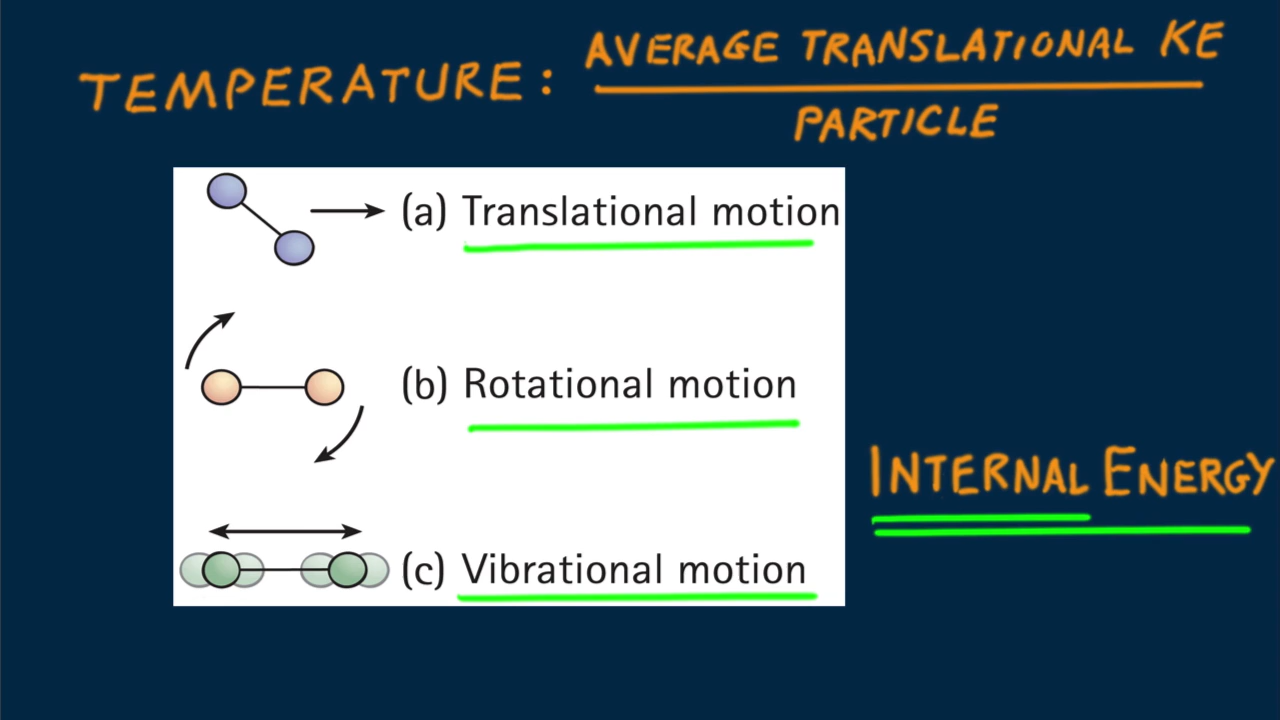 TEMPERATURE: AVERAGE TRANSLATIONAL KE
PARTICLE
(a) Translational motion
(b) Rotational motion
INTERNAL ENERGY
(c) Vibrational motion